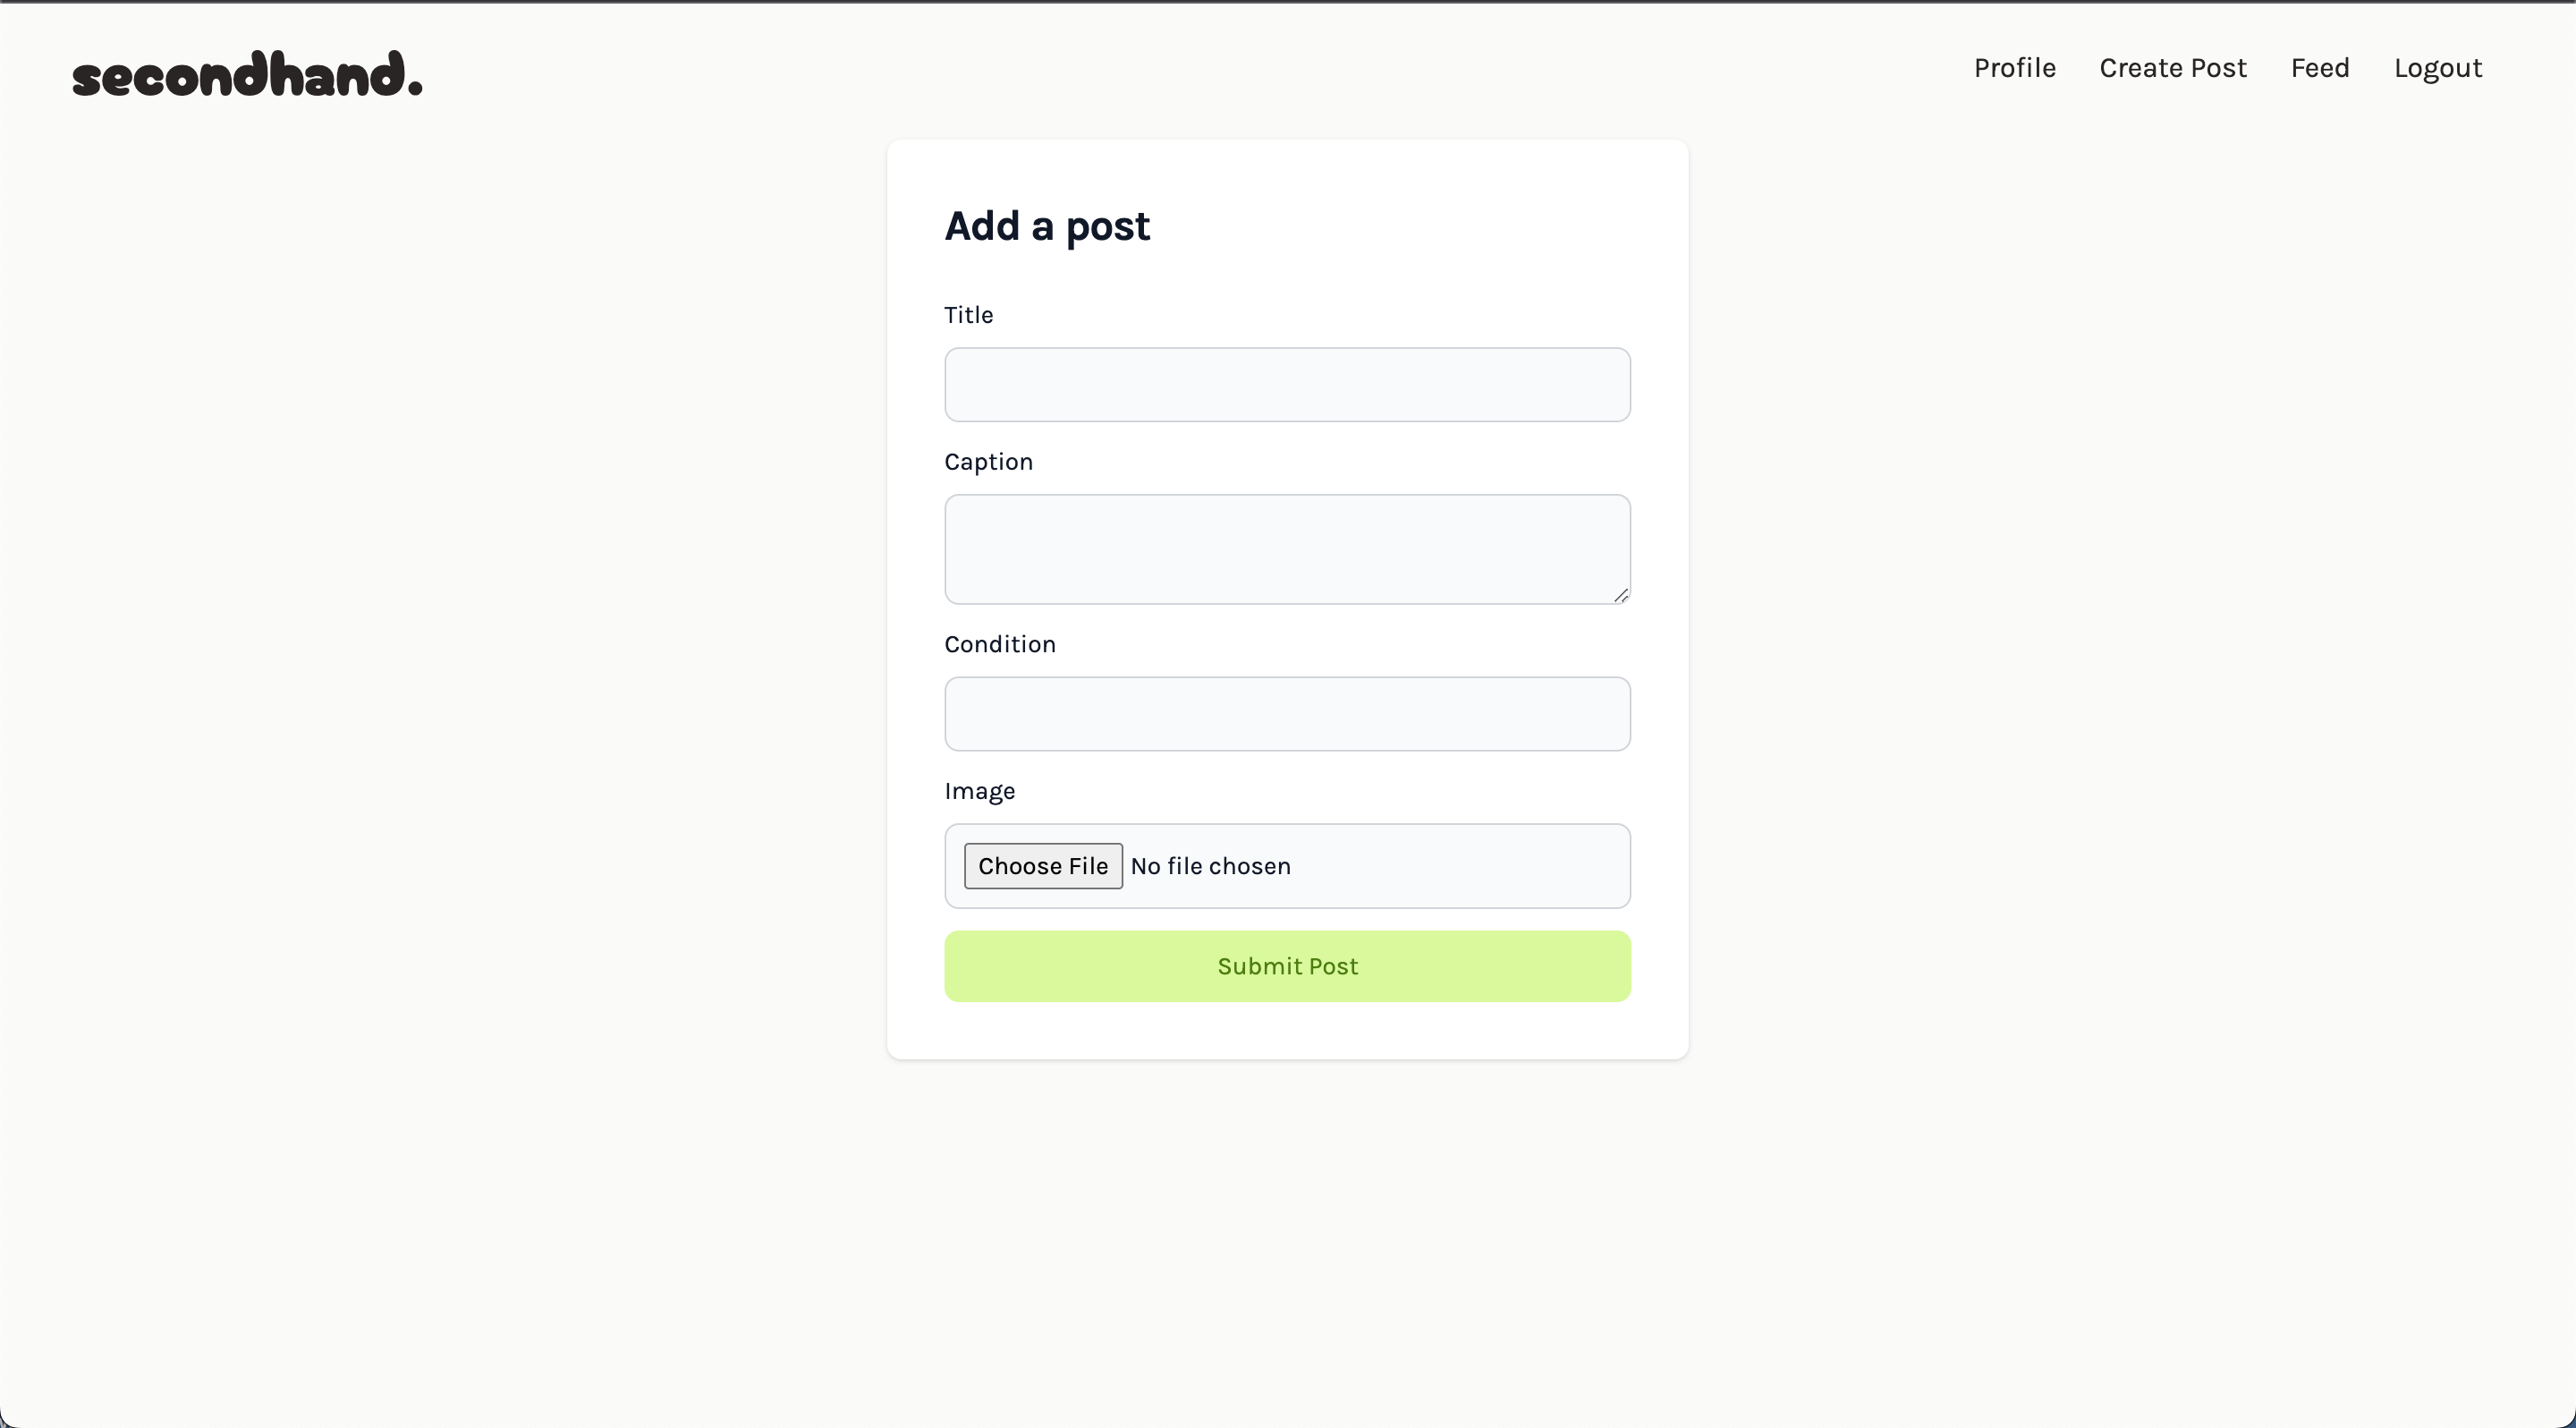 secondhand.
Profile Create Post Feed Logout
Add a post
Title
Caption
Condition
Image
Choose File No file chosen
Submit Post